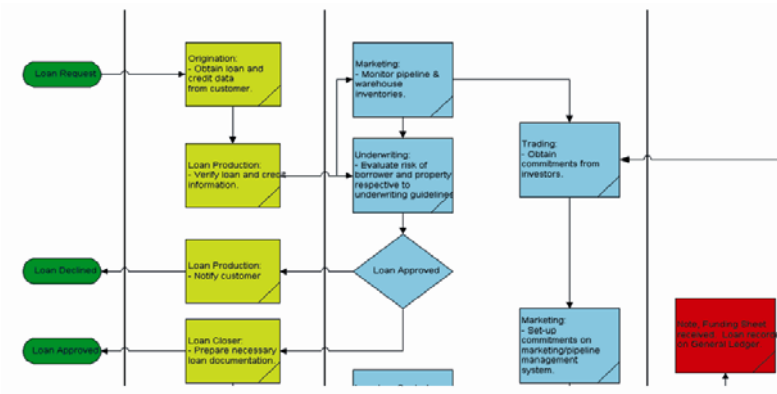 Loan Request
Origination:
- Obtain loan and
credit data
from customer.
Marketing:
- Monitor pipeline &
warehouse
inventories.
Loan Production:
- Verify loan and credit
information.
Underwriting:
- Evaluate risk of
borrower and property
respective to
underwriting guidelines
Trading:
- Obtain
commitments from
investors.
Loan Declined
Loan Production:
- Notify customer
Loan Approved
Loan Approved
Loan Closer:
- Prepare necessary
loan documentation.
Marketing:
- Set-up
commitments on
marketing/pipeline
management
system.
Note, Funding Sheet
received. Loan record
on General Ledger